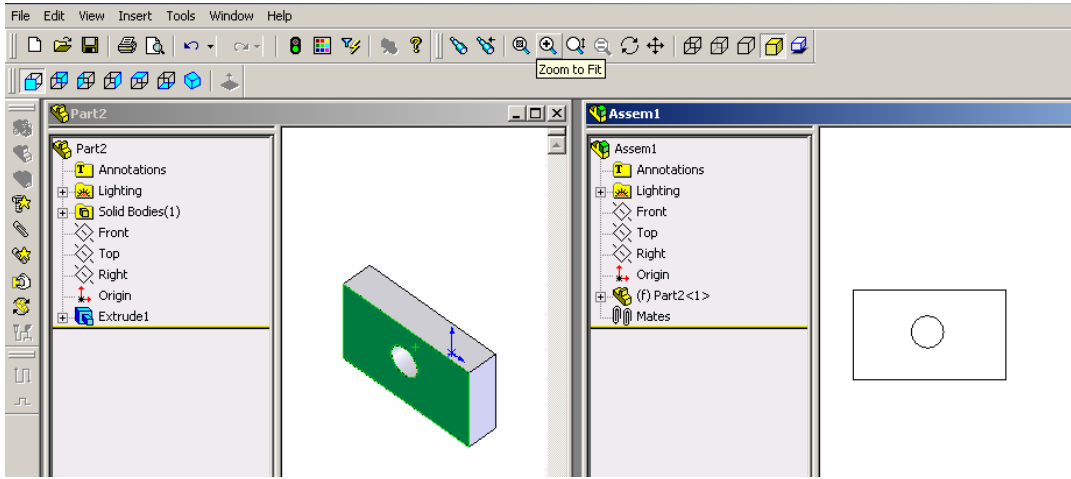 File Edit View Insert Tools Window Help
Zoom to Fit
Part2
Part2
Annotations
Lighting
Solid Bodies(1)
Front
Top
Right
Origin
Extrude1
Assem1
Assem1
Annotations
Lighting
Front
Top
Right
Origin
(f) Part2<1>
Mates